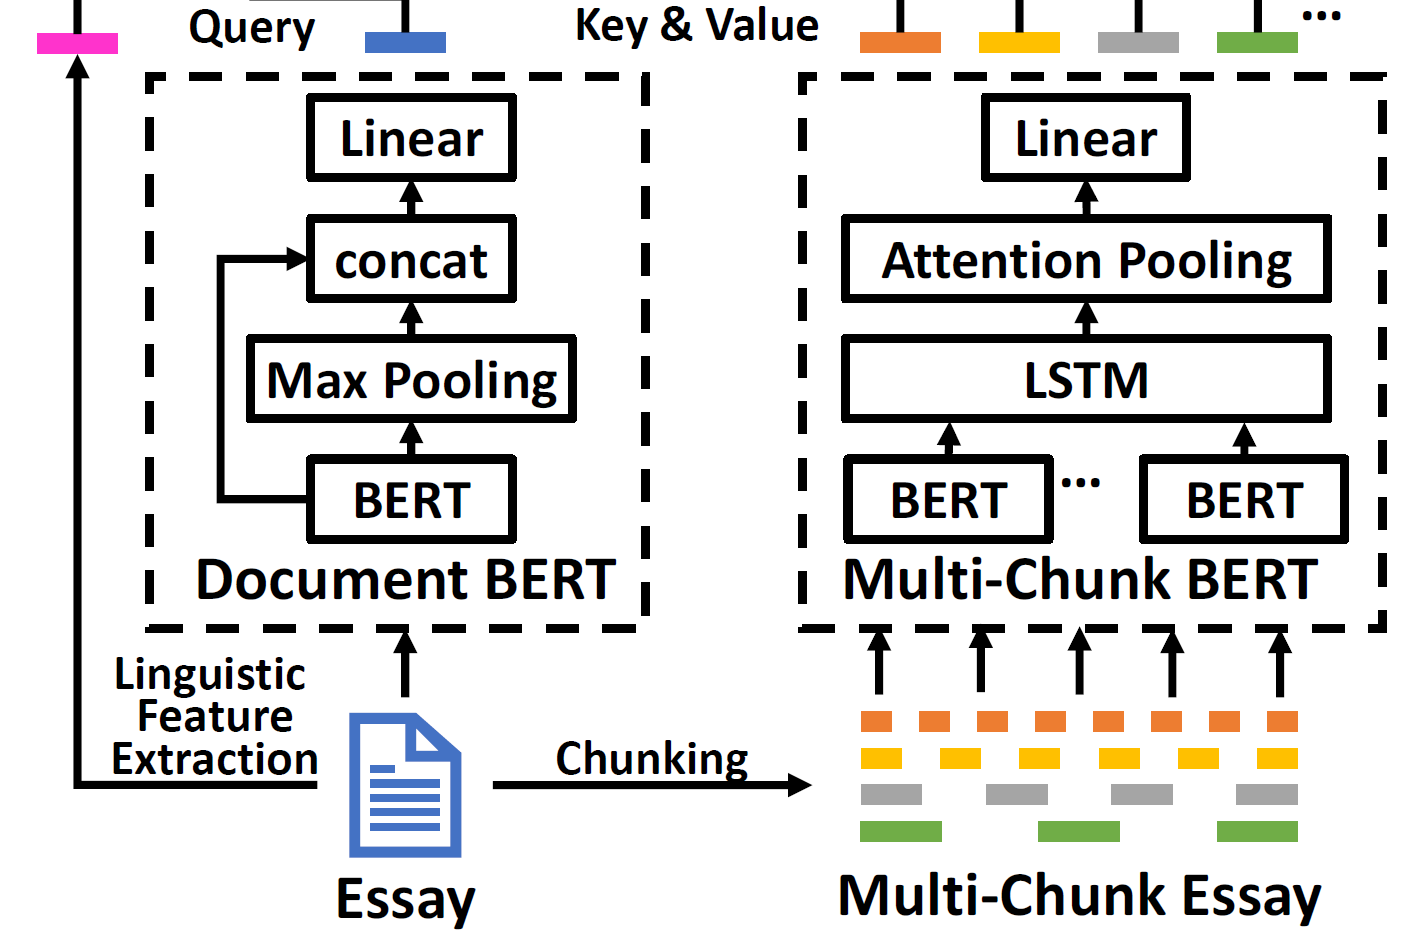 Query
Key & Value
...
Linear
concat
Max Pooling
BERT
Document BERT
Linear
Attention Pooling
LSTM
BERT
...
BERT
Multi-Chunk BERT
Linguistic
Feature
Extraction
Chunking
Essay
Multi-Chunk Essay